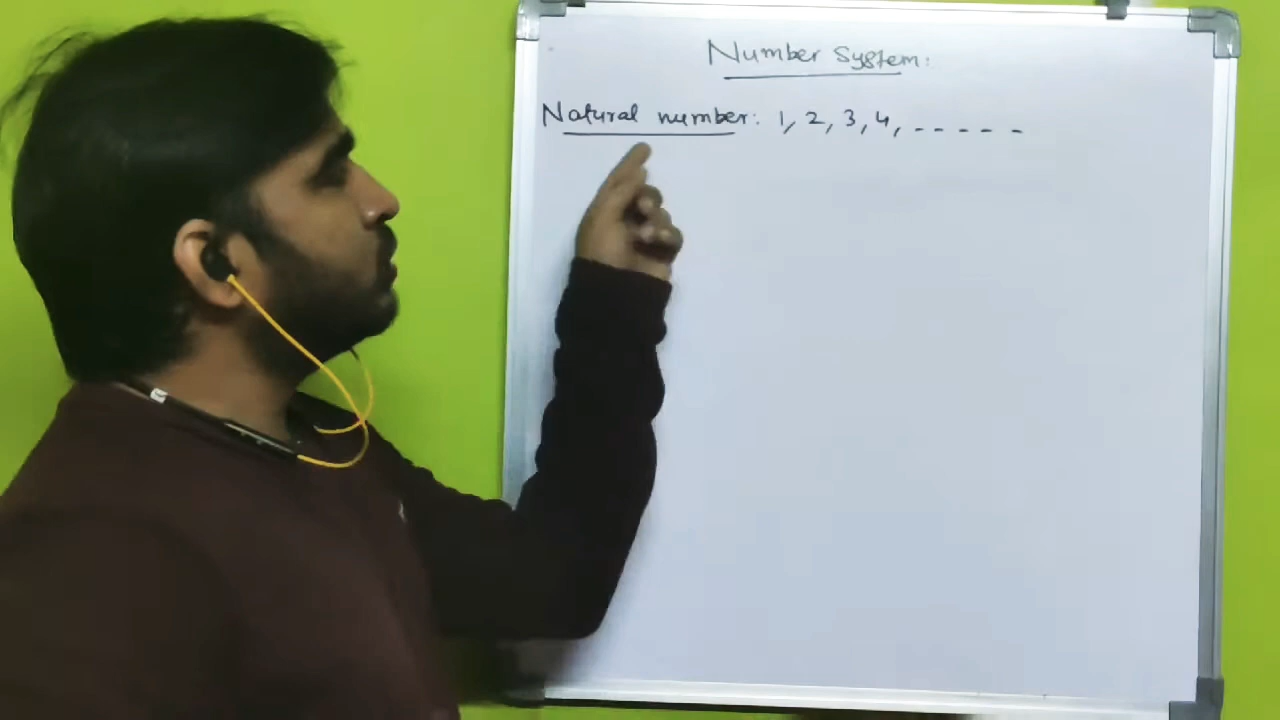 Number System:
Natural number: 1, 2, 3, 4, - - - - -